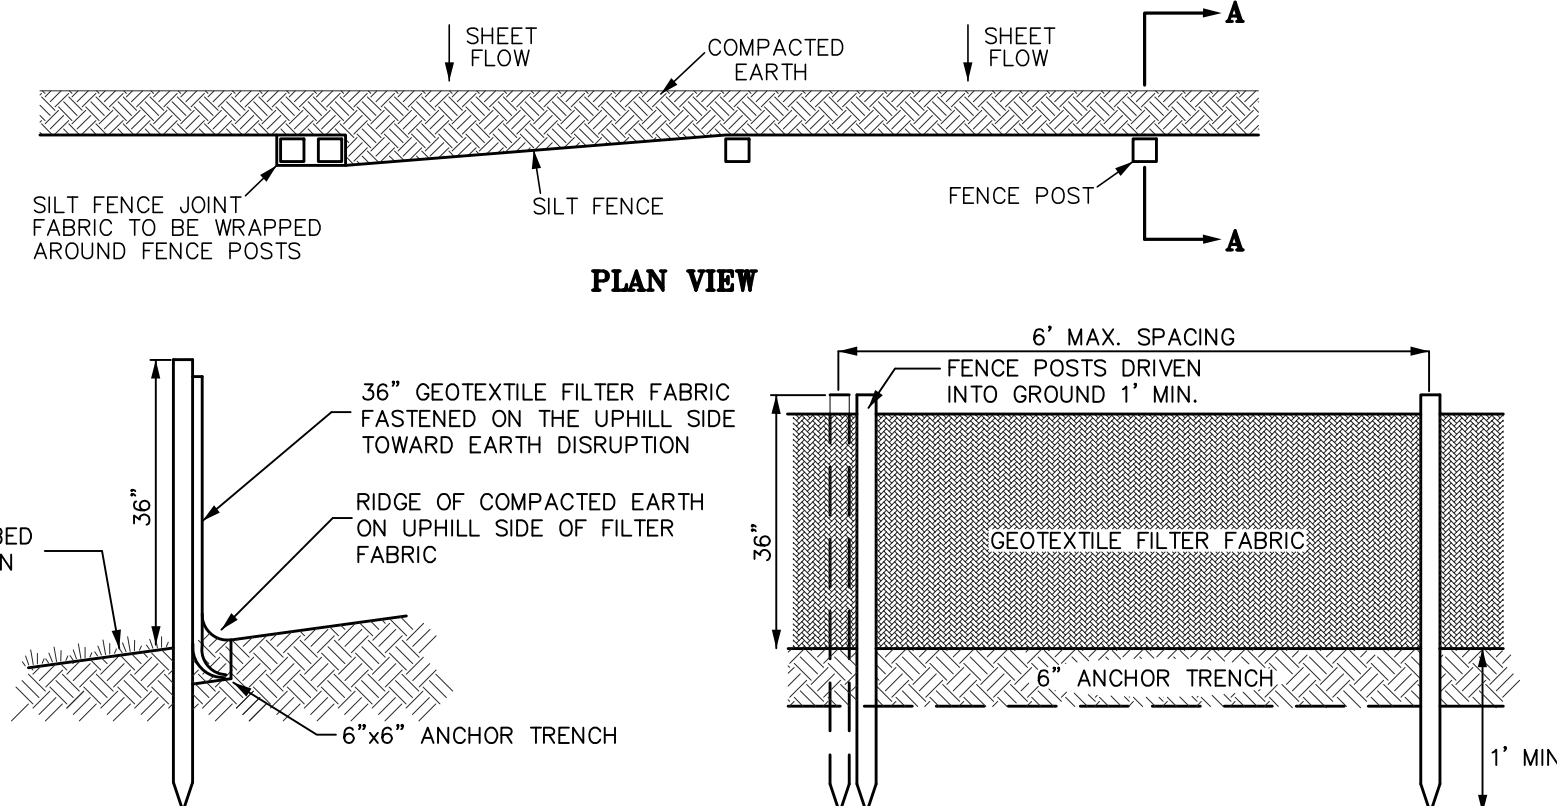 A
SHEET
FLOW
COMPACTED
EARTH
SHEET
FLOW
SILT FENCE JOINT
FABRIC TO BE WRAPPED
AROUND FENCE POSTS
SILT FENCE
FENCE POST
A
PLAN VIEW
36" GEOTEXTILE FILTER FABRIC
FASTENED ON THE UPHILL SIDE
TOWARD EARTH DISRUPTION
36"
RIDGE OF COMPACTED EARTH
ON UPHILL SIDE OF FILTER
FABRIC
BED
N
6"x6" ANCHOR TRENCH
6' MAX. SPACING
FENCE POSTS DRIVEN
INTO GROUND 1' MIN.
36"
GEOTEXTILE FILTER FABRIC
6" ANCHOR TRENCH
1' MIN